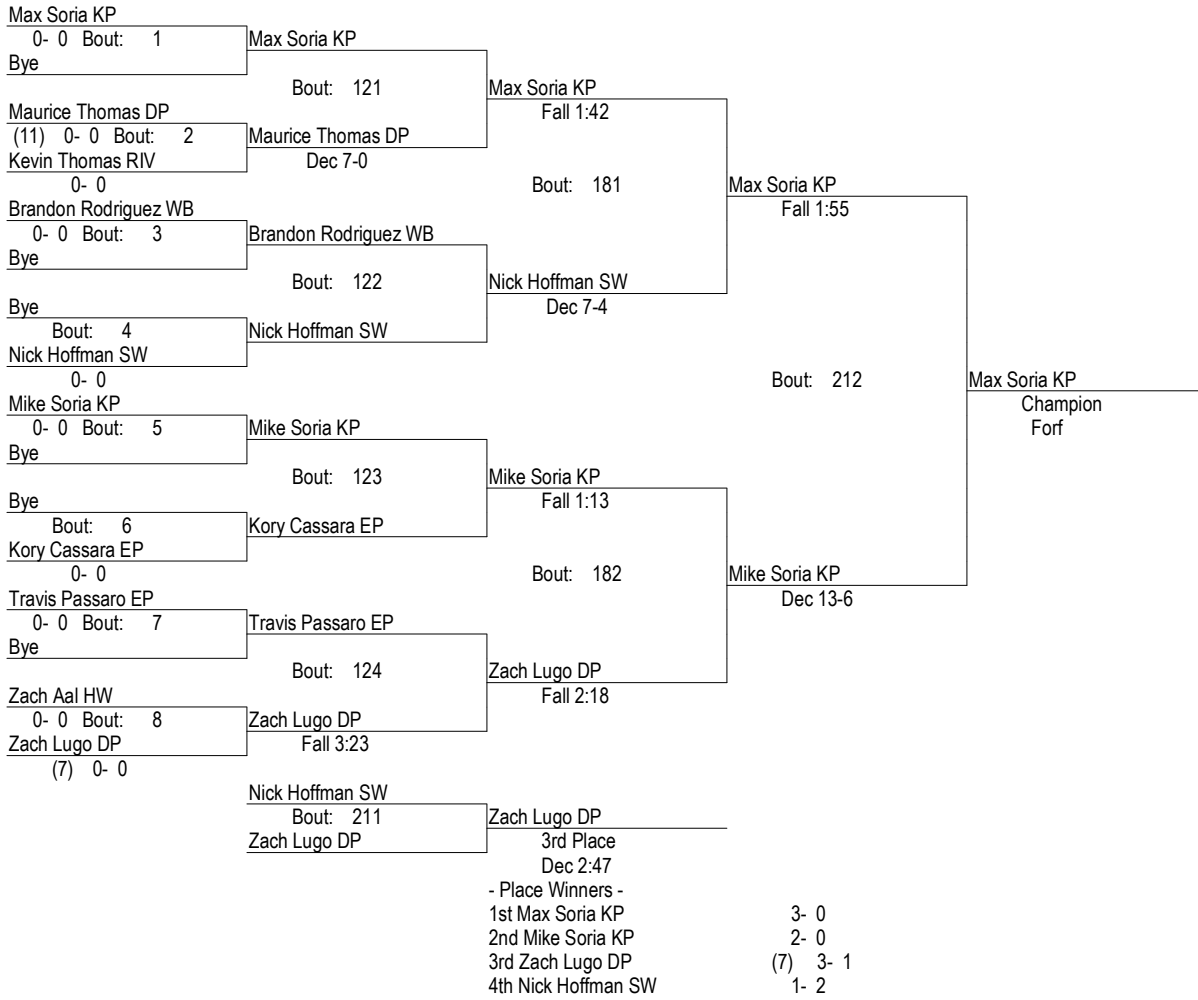 Max Soria KP
0- 0 Bout: 1
Bye
Maurice Thomas DP
(11) 0- 0 Bout: 2
Kevin Thomas RIV
0- 0
Brandon Rodriguez WB
0- 0 Bout: 3
Bye
Bye
Bout: 4
Nick Hoffman SW
0- 0
Mike Soria KP
0- 0 Bout: 5
Bye
Bye
Bout: 6
Kory Cassara EP
0- 0
Travis Passaro EP
0- 0 Bout: 7
Bye
Zach Aal HW
0- 0 Bout: 8
Zach Lugo DP
(7) 0- 0
Max Soria KP
Bout: 121
Maurice Thomas DP
Dec 7-0
Brandon Rodriguez WB
Bout: 122
Nick Hoffman SW
Mike Soria KP
Bout: 123
Kory Cassara EP
Travis Passaro EP
Bout: 124
Zach Lugo DP
Fall 3:23
Max Soria KP
Fall 1:42
Bout: 181
Nick Hoffman SW
Dec 7-4
Mike Soria KP
Fall 1:13
Bout: 182
Zach Lugo DP
Fall 2:18
Max Soria KP
Fall 1:55
Bout: 212
Mike Soria KP
Dec 13-6
Max Soria KP
Champion
Forf
Nick Hoffman SW
Bout: 211
Zach Lugo DP
Zach Lugo DP
3rd Place
Dec 2:47
- Place Winners -
1st Max Soria KP 3- 0
2nd Mike Soria KP 2- 0
3rd Zach Lugo DP (7) 3- 1
4th Nick Hoffman SW 1- 2